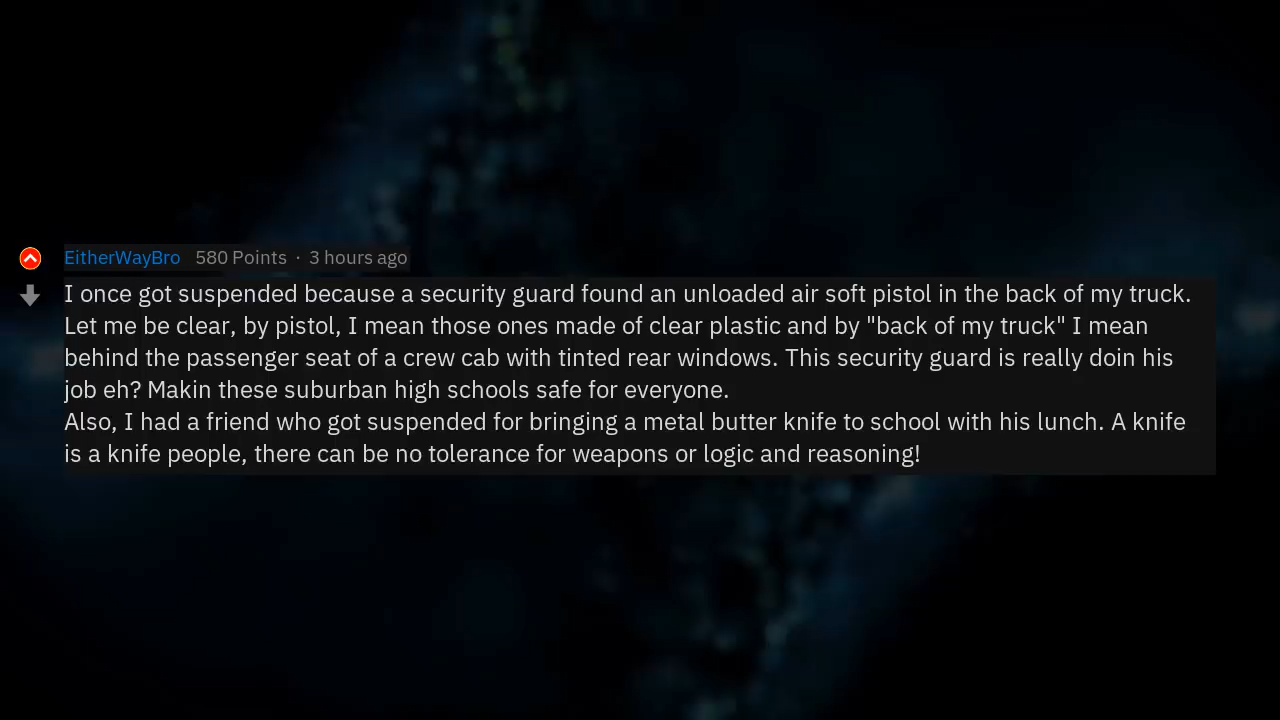 EitherWayBro 580 Points · 3 hours ago
I once got suspended because a security guard found an unloaded air soft pistol in the back of my truck.
Let me be clear, by pistol, I mean those ones made of clear plastic and by "back of my truck" I mean
behind the passenger seat of a crew cab with tinted rear windows. This security guard is really doin his
job eh? Makin these suburban high schools safe for everyone.
Also, I had a friend who got suspended for bringing a metal butter knife to school with his lunch. A knife
is a knife people, there can be no tolerance for weapons or logic and reasoning!